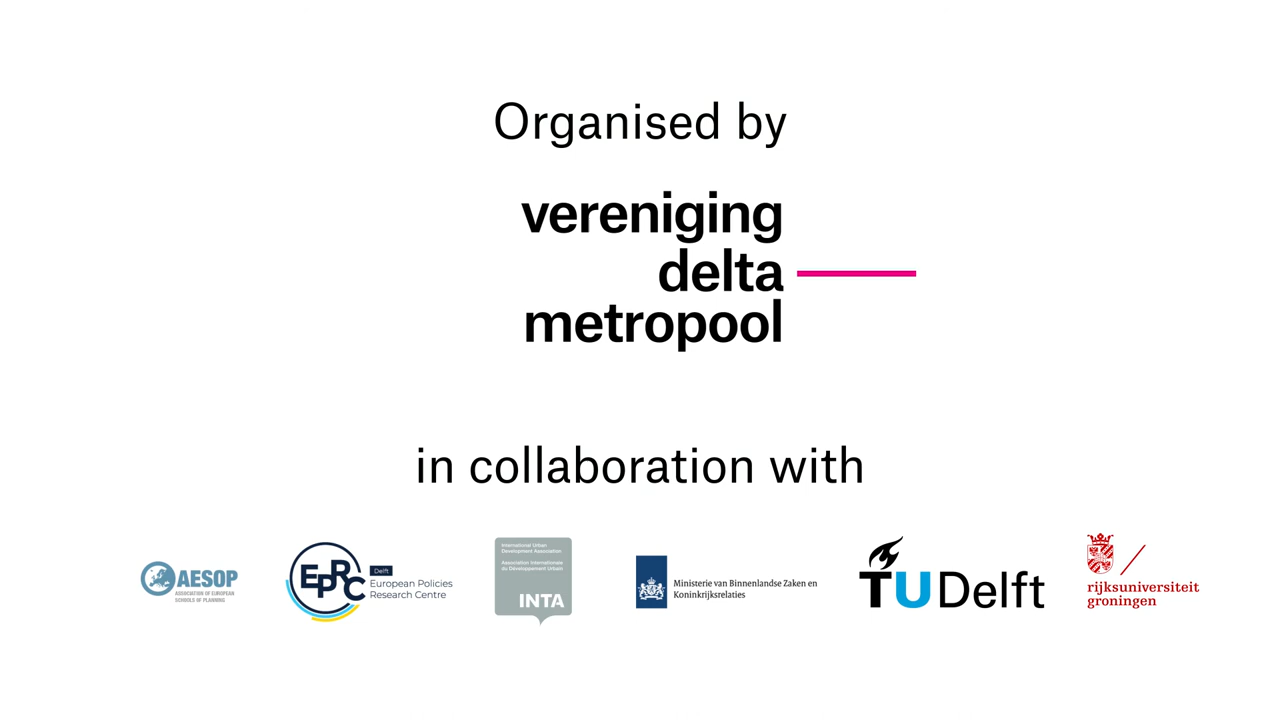 Organised by
vereniging
delta
metropool
in collaboration with
AESOP
ASSOCIATION OF EUROPEAN
SCHOOLS OF PLANNING
EPRC
Delft
European Policies
Research Centre
International Urban
Development Association
Association Internationale
du Développement Urbain
INTA
Ministerie van Binnenlandse Zaken en
Koninkrijksrelaties
TU Delft
rijksuniversiteit
groningen